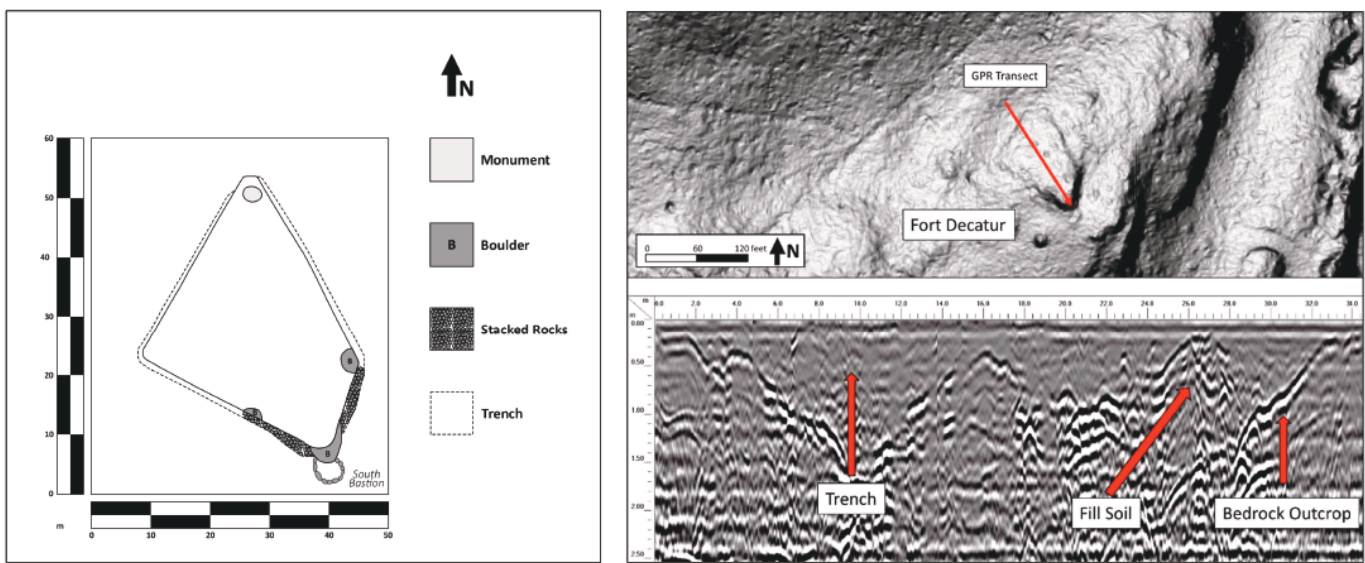 N
Monument
B
Boulder
Stacked Rocks
Trench
60
50
40
30
20
10
0
m
0 10 20 30 40 50
B
B
South
Bastion
GPR Transect
Fort Decatur
0 60 120 feet
N
m
0.0 2.0 4.0 6.0 8.0 10.0 12.0 14.0 16.0 18.0 20.0 22.0 24.0 26.0 28.0 30.0 32.0
m
0.00
0.50
1.00
1.50
2.00
Trench
Fill Soil
Bedrock Outcrop